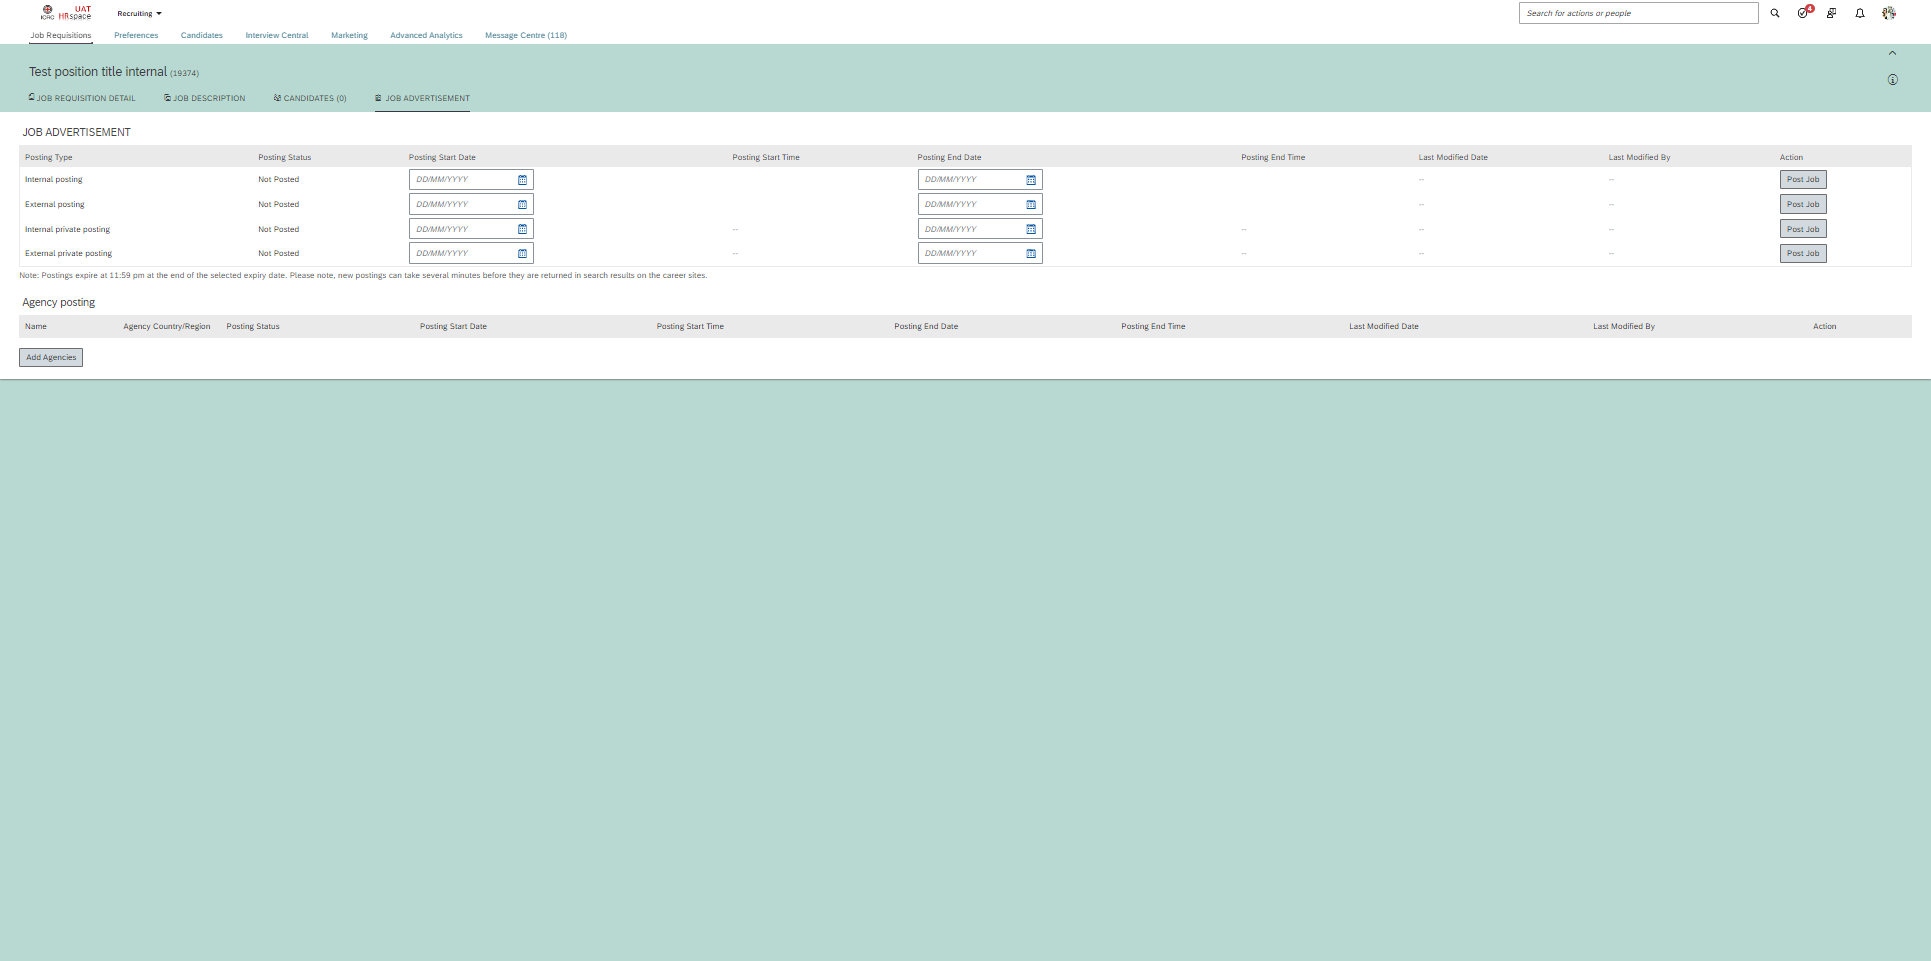 ICRC UAT HRspace Recruiting Search for actions or people 4
Job Requisitions Preferences Candidates Interview Central Marketing Advanced Analytics Message Centre (118)
Test position title internal (19374)
JOB REQUISITION DETAIL JOB DESCRIPTION CANDIDATES (0) JOB ADVERTISEMENT
JOB ADVERTISEMENT
Posting Type Posting Status Posting Start Date Posting Start Time Posting End Date Posting End Time Last Modified Date Last Modified By Action
Internal posting Not Posted DD/MM/YYYY DD/MM/YYYY -- -- Post Job
External posting Not Posted DD/MM/YYYY DD/MM/YYYY -- -- Post Job
Internal private posting Not Posted DD/MM/YYYY -- DD/MM/YYYY -- -- -- Post Job
External private posting Not Posted DD/MM/YYYY -- DD/MM/YYYY -- -- -- Post Job
Note: Postings expire at 11:59 pm at the end of the selected expiry date. Please note, new postings can take several minutes before they are returned in search results on the career sites.
Agency posting
Name Agency Country/Region Posting Status Posting Start Date Posting Start Time Posting End Date Posting End Time Last Modified Date Last Modified By Action
Add Agencies